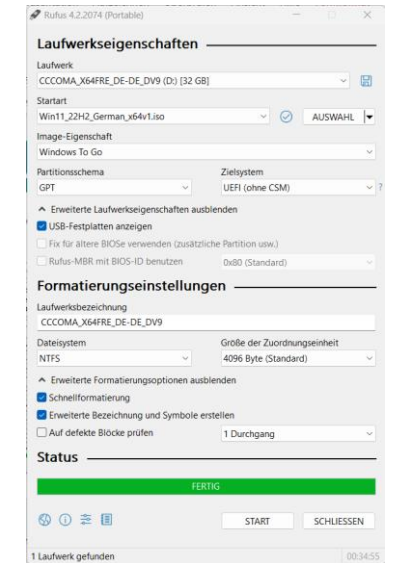 Rufus 4.2.2074 (Portable)
Laufwerkseigenschaften
Laufwerk
CCCOMA_X64FRE_DE-DE_DV9 (D:) [32 GB]
Startart
Win11_22H2_German_x64v1.iso
AUSWAHL
Image-Eigenschaft
Windows To Go
Partitionsschema Zielsystem
GPT UEFI (ohne CSM) ?
Erweiterte Laufwerkseigenschaften ausblenden
USB-Festplatten anzeigen
Fix für ältere BIOSe verwenden (zusätzliche Partition usw.)
Rufus-MBR mit BIOS-ID benutzen 0x80 (Standard)
Formatierungseinstellungen
Laufwerksbezeichnung
CCCOMA_X64FRE_DE-DE_DV9
Dateisystem Größe der Zuordnungseinheit
NTFS 4096 Byte (Standard)
Erweiterte Formatierungsoptionen ausblenden
Schnellformatierung
Erweiterte Bezeichnung und Symbole erstellen
Auf defekte Blöcke prüfen 1 Durchgang
Status
FERTIG
START SCHLIESSEN
1 Laufwerk gefunden 00:34:55